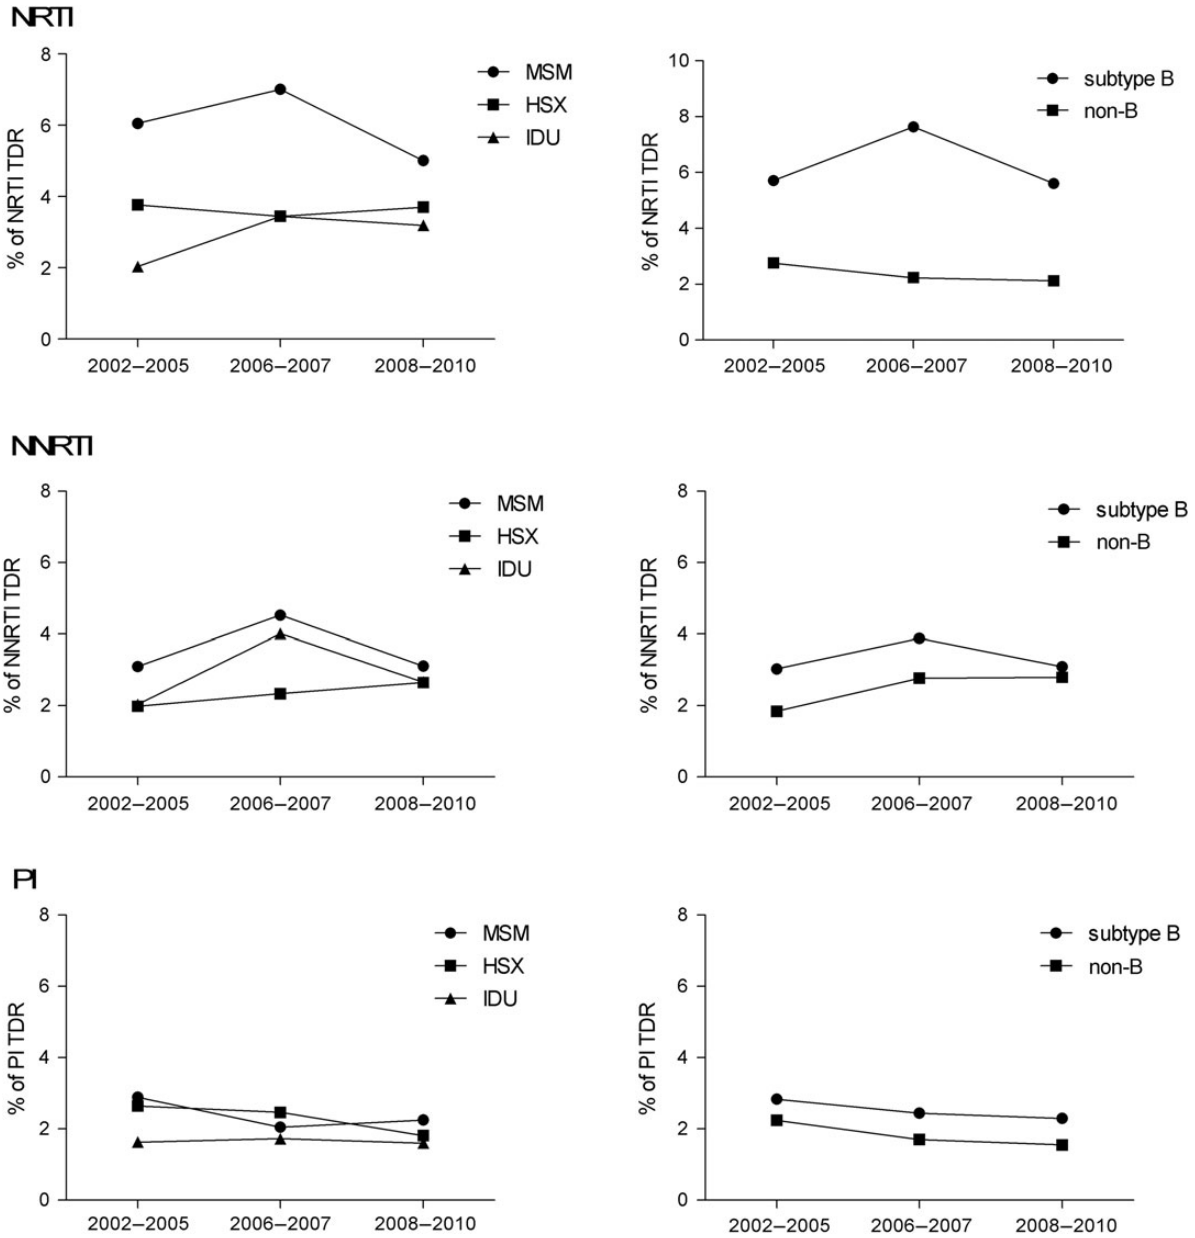 NRTI
% of NRTI TDR
8
6
4
2
0
2002–2005 2006–2007 2008–2010
MSM
HSX
IDU
% of NRTI TDR
10
8
6
4
2
0
2002–2005 2006–2007 2008–2010
subtype B
non-B
NNRTI
% of NNRTI TDR
8
6
4
2
0
2002–2005 2006–2007 2008–2010
MSM
HSX
IDU
% of NNRTI TDR
8
6
4
2
0
2002–2005 2006–2007 2008–2010
subtype B
non-B
PI
% of PI TDR
8
6
4
2
0
2002–2005 2006–2007 2008–2010
MSM
HSX
IDU
% of PI TDR
8
6
4
2
0
2002–2005 2006–2007 2008–2010
subtype B
non-B